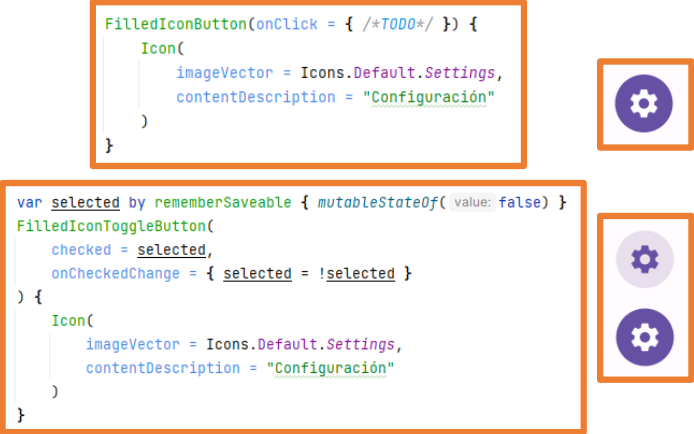 FilledIconButton(onClick = { /*TODO*/ }) {
    Icon(
        imageVector = Icons.Default.Settings,
        contentDescription = "Configuración"
    )
}
var selected by rememberSaveable { mutableStateOf( value: false) }
FilledIconToggleButton(
    checked = selected,
    onCheckedChange = { selected = !selected }
) {
    Icon(
        imageVector = Icons.Default.Settings,
        contentDescription = "Configuración"
    )
}